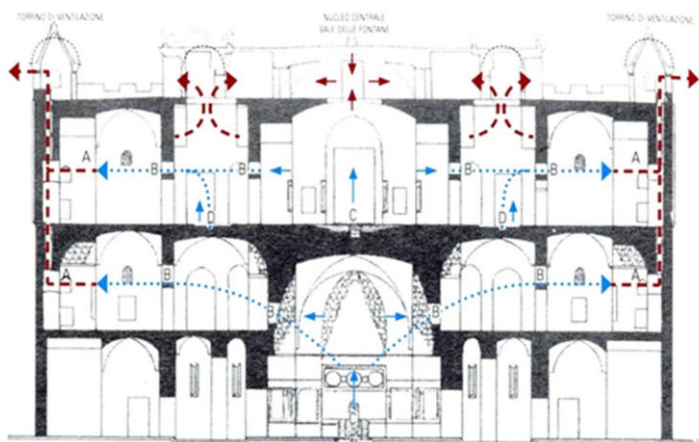 TORRINO DI VENTILAZIONE
NUCLEO CENTRALE
SALE DELLE FONTANE
TORRINO DI VENTILAZIONE
A
B
B
B
B
A
D
C
D
A
B
B
A
B
B
C